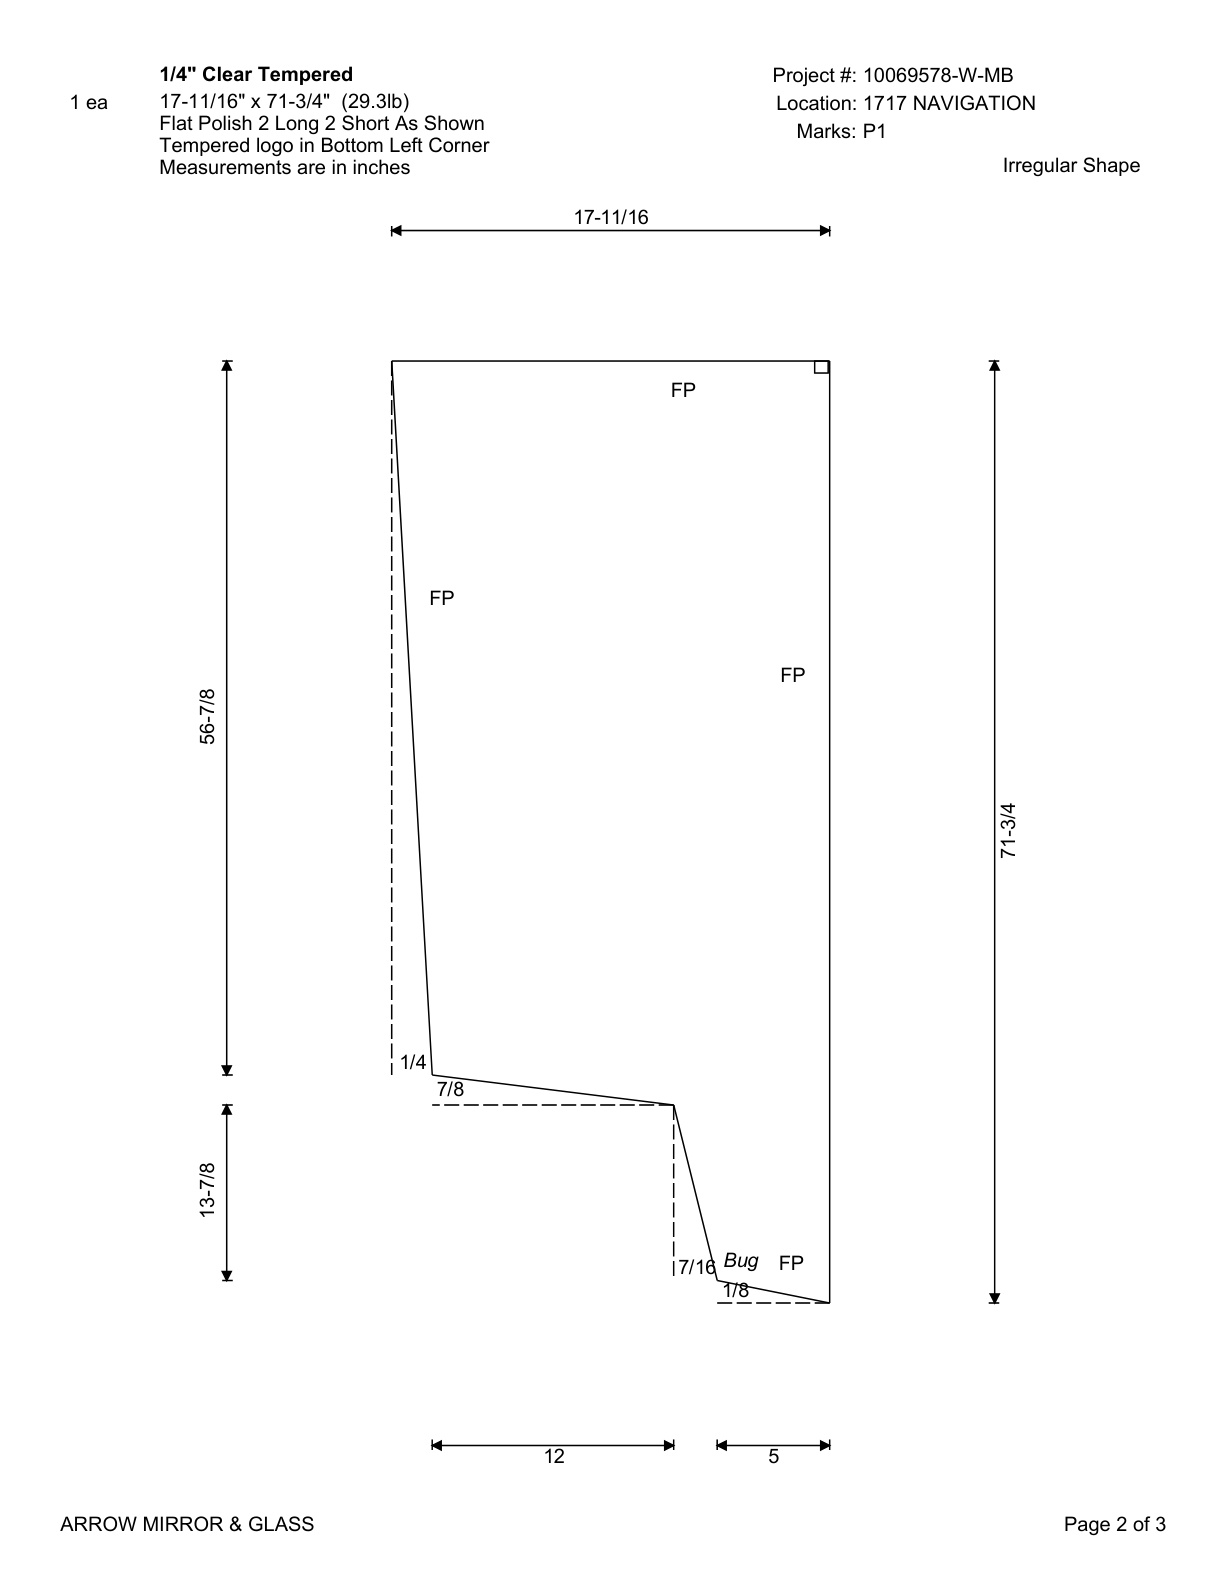 1/4" Clear Tempered
Project #: 10069578-W-MB
1 ea
17-11/16" x 71-3/4" (29.3lb)
Location: 1717 NAVIGATION
Flat Polish 2 Long 2 Short As Shown
Marks: P1
Tempered logo in Bottom Left Corner
Measurements are in inches
Irregular Shape
17-11/16
FP
FP
FP
56-7/8
71-3/4
1/4
7/8
13-7/8
7/16
Bug
FP
1/8
12
5
ARROW MIRROR & GLASS
Page 2 of 3